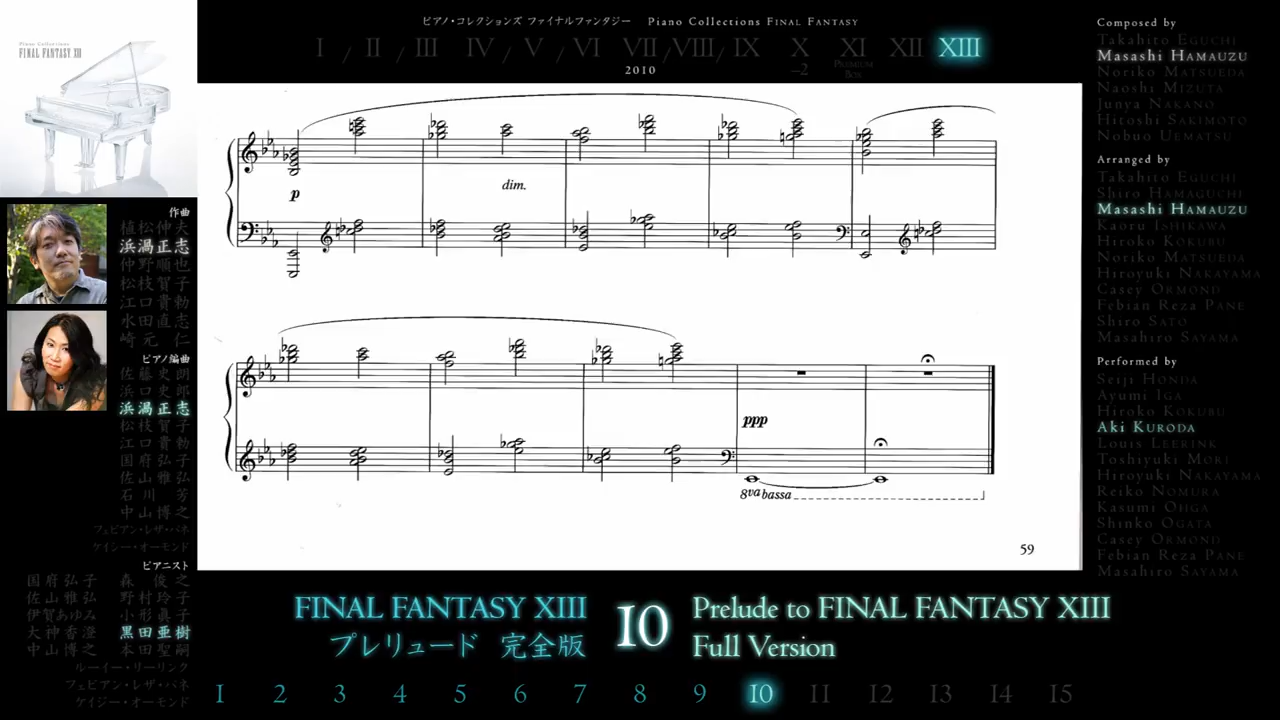 ピアノ・コレクションズ ファイナルファンタジー Piano Collections FINAL FANTASY
I / II / III / IV / V / VI / VII / VIII / IX X XI XII XIII
-2 Premium Box
2010
Piano Collections
FINAL FANTASY XIII
作曲
植松伸夫
浜渦正志
仲野順也
松枝賀子
江口貴勅
水田直志
崎元 仁
ピアノ編曲
佐藤史朗
浜口史郎
浜渦正志
松枝賀子
江口貴勅
国府弘子
佐山雅弘
石川 芳
中山博之
フェビアン・レザ・パネ
ケイシー・オーモンド
ピアニスト
国府弘子 森 俊之
佐山雅弘 野村玲子
伊賀あゆみ 小形眞子
大神香澄 黒田亜樹
中山博之 本田聖嗣
ルーイー・リーリンク
フェビアン・レザ・パネ
ケイジー・オーモンド
p
dim.
ppp
8va bassa
59
Composed by
Takahito Eguchi
Masashi HAMAUZU
Noriko Matsueda
Naoshi Mizuta
Junya Nakano
Hitoshi Sakimoto
Nobuo Uematsu
Arranged by
Takahito Eguchi
Shiro Hamaguchi
Masashi HAMAUZU
Kaoru Ishikawa
Hiroko Kokubu
Noriko Matsueda
Hiroyuki Nakayama
Casey Ormond
Febian Reza Pane
Shiro Sato
Masahiro Sayama
Performed by
Seiji Honda
Ayumi Iga
Hiroko Kokubu
Aki KURODA
Louis Leerink
Toshiyuki Mori
Hiroyuki Nakayama
Reiko Nomura
Kasumi Ohga
Shinko Ogata
Casey Ormond
Febian Reza Pane
Masahiro Sayama
FINAL FANTASY XIII
プレリュード 完全版
10
Prelude to FINAL FANTASY XIII
Full Version
1 2 3 4 5 6 7 8 9 10 11 12 13 14 15